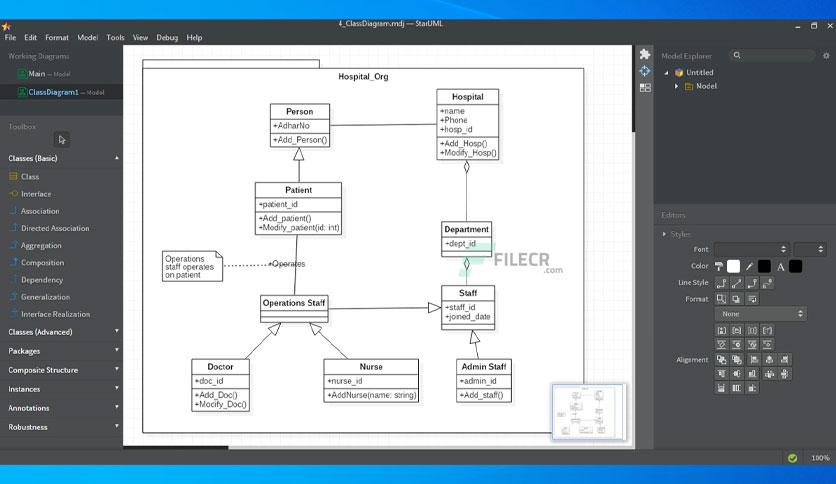 4_ClassDiagram.mdj — StarUML
File Edit Format Model Tools View Debug Help
Working Diagrams
Main — Model
ClassDiagram1 — Model
Toolbox
Classes (Basic)
Class
Interface
Association
Directed Association
Aggregation
Composition
Dependency
Generalization
Interface Realization
Classes (Advanced)
Packages
Composite Structure
Instances
Annotations
Robustness
Hospital_Org
Person
+AdharNo
+Add_Person()
Hospital
+name
+Phone
+hosp_id
+Add_Hosp()
+Modify_Hosp()
Patient
+patient_id
+Add_patient()
+Modify_patient(id: int)
Department
+dept_id
Operations
staff operates
on patient
+Operates
FILECR
.com
Operations Staff
Staff
+staff_id
+joined_date
Doctor
+doc_id
+Add_Doc()
+Modify_Doc()
Nurse
+nurse_id
+AddNurse(name: string)
Admin Staff
+admin_id
+Add_staff()
Model Explorer
Untitled
Model
Editors
Styles
Font:
Color
A
Line Style
Format
None
Alignment
100%